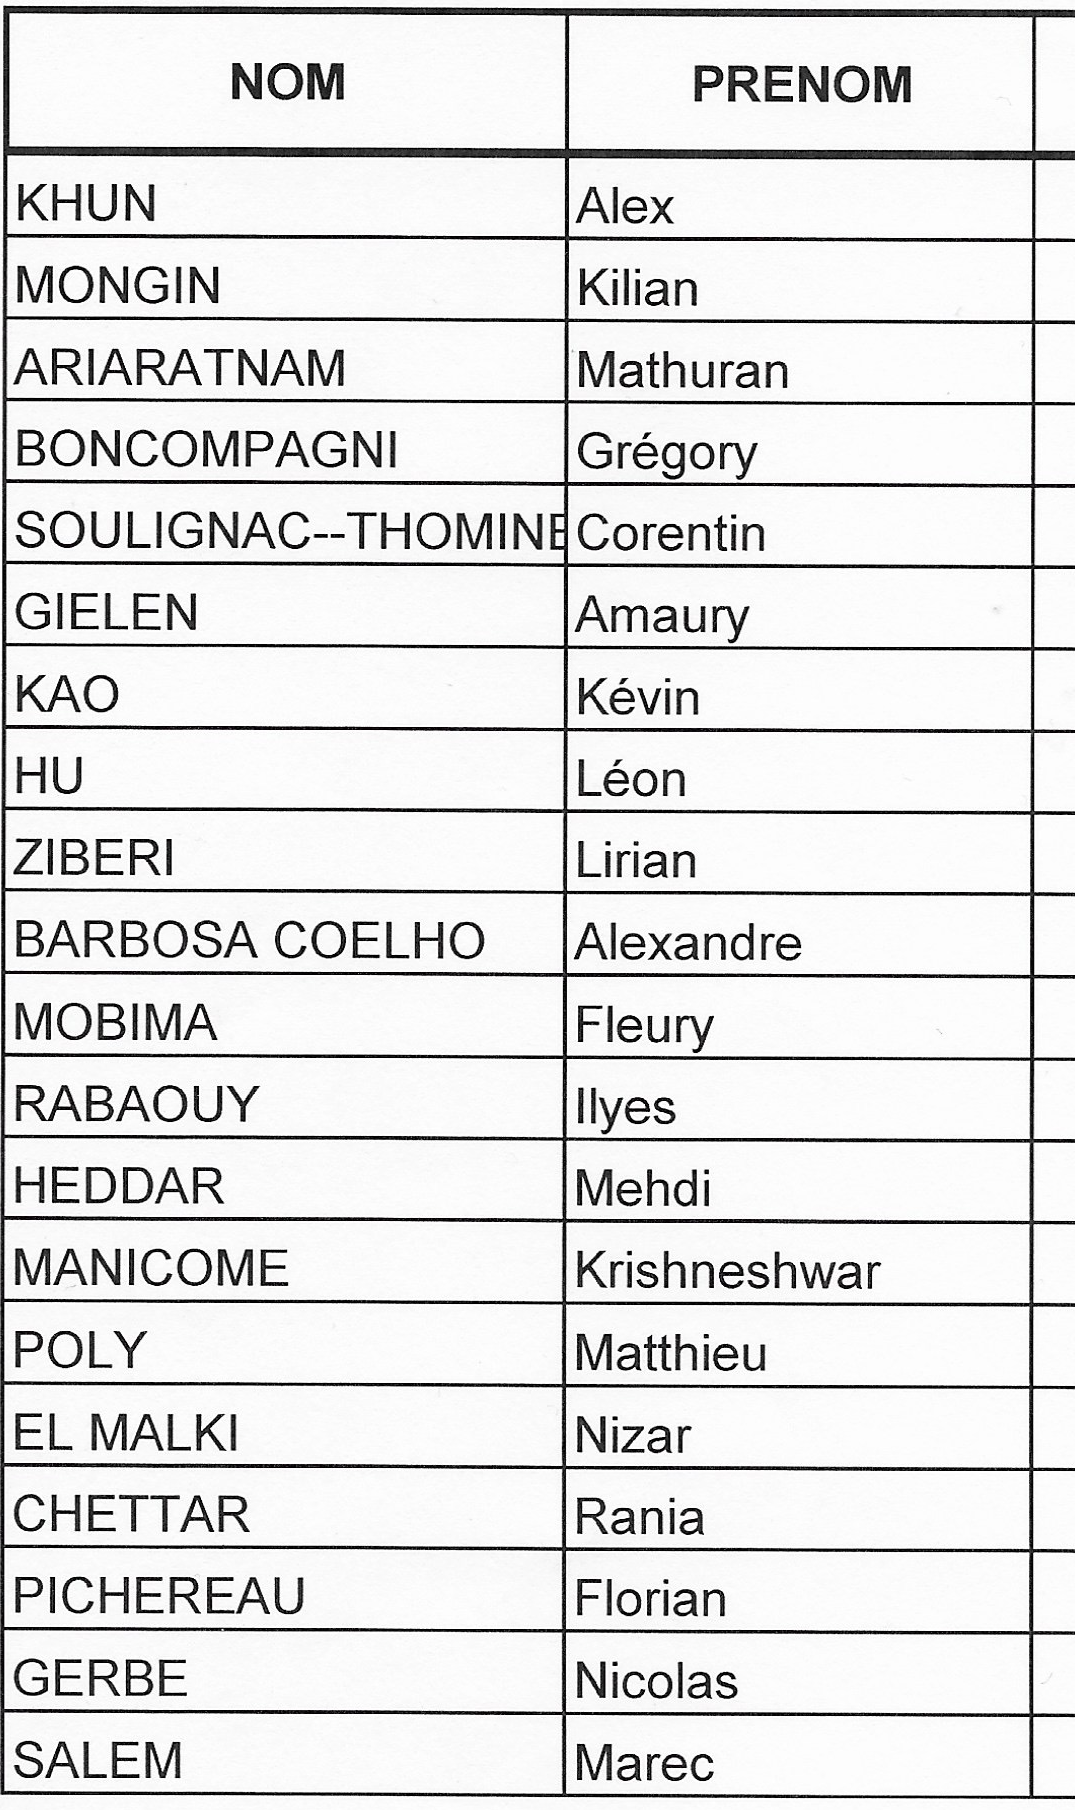 NOM PRENOM
KHUN Alex
MONGIN Kilian
ARIARATNAM Mathuran
BONCOMPAGNI Grégory
SOULIGNAC--THOMINE Corentin
GIELEN Amaury
KAO Kévin
HU Léon
ZIBERI Lirian
BARBOSA COELHO Alexandre
MOBIMA Fleury
RABAOUY Ilyes
HEDDAR Mehdi
MANICOME Krishneshwar
POLY Matthieu
EL MALKI Nizar
CHETTAR Rania
PICHEREAU Florian
GERBE Nicolas
SALEM Marec